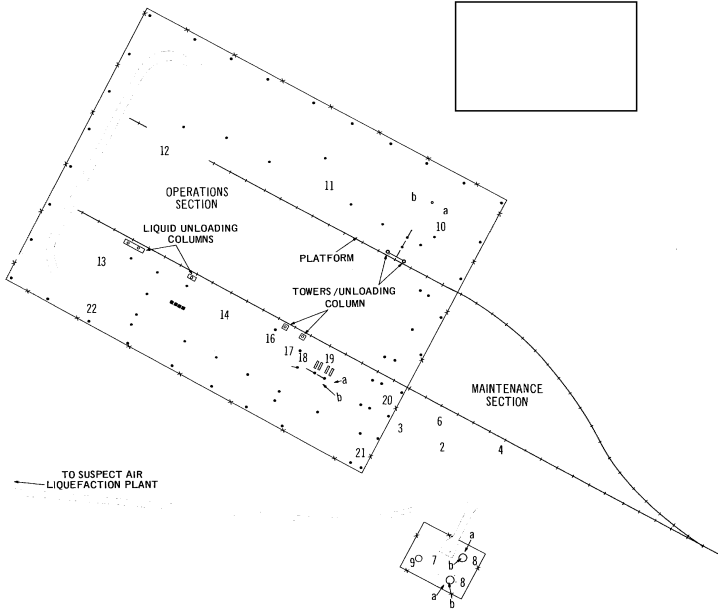 12
OPERATIONS
SECTION
11
b
a
10
LIQUID UNLOADING
COLUMNS
PLATFORM
13
TOWERS/UNLOADING
COLUMN
22
14
16
17
18
19
a
b
20
MAINTENANCE
SECTION
3
6
2
4
21
TO SUSPECT AIR
LIQUEFACTION PLANT
a
9
7
b
8
a
8
b